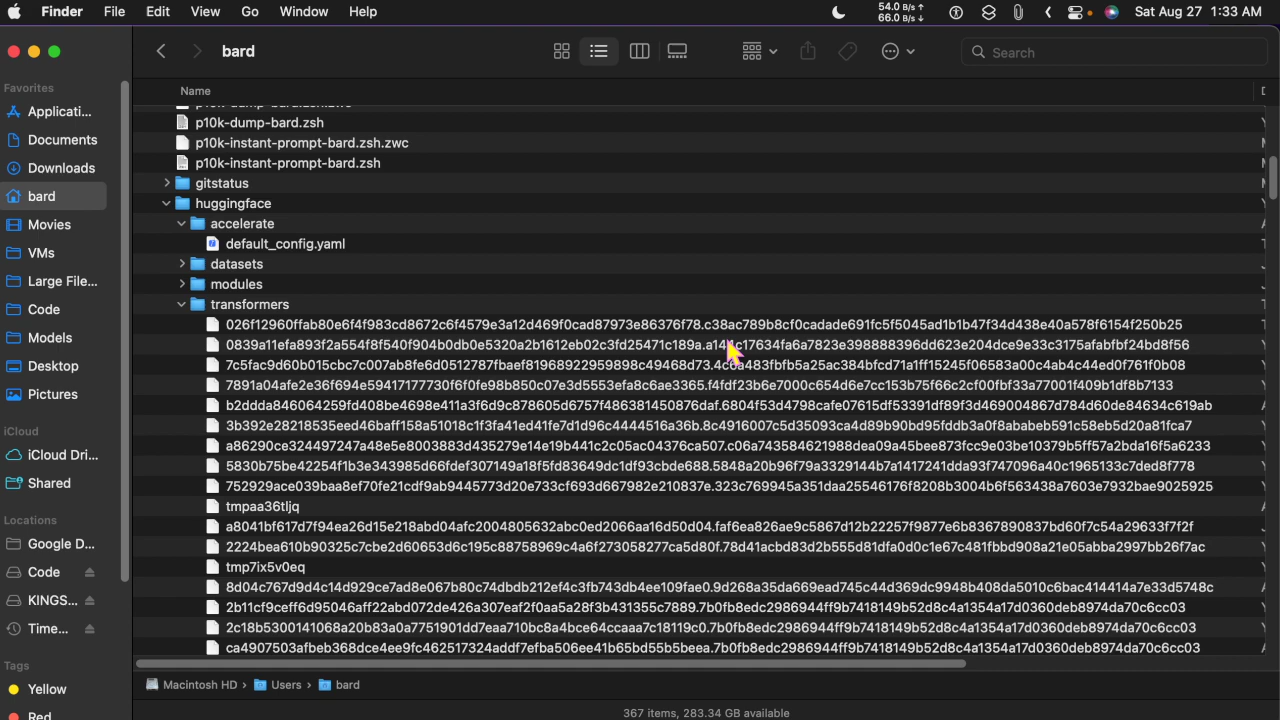 Finder File Edit View Go Window Help 54.0 B/s↑ 66.0 B/s↓ Sat Aug 27 1:33 AM
bard
Search
Favorites
Applicati...
Documents
Downloads
bard
Movies
VMs
Large File...
Code
Models
Desktop
Pictures
iCloud
iCloud Dri...
Shared
Locations
Google D...
Code
KINGS...
Time...
Tags
Yellow
Red
Name
p10k-dump-bard.zsh
p10k-instant-prompt-bard.zsh.zwc
p10k-instant-prompt-bard.zsh
gitstatus
huggingface
accelerate
default_config.yaml
datasets
modules
transformers
026f12960ffab80e6f4f983cd8672c6f4579e3a12d469f0cad87973e86376f78.c38ac789b8cf0cadade691fc5f5045ad1b1b47f34d438e40a578f6154f250b25
7c5fac9d60b015cbc7c007ab8fe6d0512787fbaef81968922959898c49468d73.4c6a483fbfb5a25ac384bfcd71a1ff15245f06583a00c4ab4c44ed0f761f0b08
7891a04afe2e36f694e59417177730f6f0fe98b850c07e3d5553efa8c6ae3365.f4fdf23b6e7000c654d6e7cc153b75f66c2cf00fbf33a77001f409b1df8b7133
b2ddda846064259fd408be4698e411a3f6d9c878605d6757f486381450876daf.6804f53d4798cafe07615df53391df89f3d469004867d784d60de84634c619ab
3b392e28218535eed46baff158a51018c1f3fa41ed41fe7d1d96c4444516a36b.8c4916007c5d35093ca4d89b90bd95fddb3a0f8ababeb591c58eb5d20a81fca7
a86290ce324497247a48e5e8003883d435279e14e19b441c2c05ac04376ca507.c06a743584621988dea09a45bee873fcc9e03be10379b5ff57a2bda16f5a6233
5830b75be42254f1b3e343985d66fdef307149a18f5fd83649dc1df93cbde688.5848a20b96f79a3329144b7a1417241dda93f747096a40c1965133c7ded8f778
752929ace039baa8ef70fe21cdf9ab9445773d20e733cf693d667982e210837e.323c769945a351daa25546176f8208b3004b6f563438a7603e7932bae9025925
tmpaa36tljq
a8041bf617d7f94ea26d15e218abd04afc2004805632abc0ed2066aa16d50d04.faf6ea826ae9c5867d12b22257f9877e6b8367890837bd60f7c54a29633f7f2f
2224bea610b90325c7cbe2d60653d6c195c88758969c4a6f273058277ca5d80f.78d41acbd83d2b555d81dfa0d0c1e67c481fbbd908a21e05abba2997bb26f7ac
tmp7ix5v0eq
8d04c767d9d4c14d929ce7ad8e067b80c74dbdb212ef4c3fb743db4ee109fae0.9d268a35da669ead745c44d369dc9948b408da5010c6bac414414a7e33d5748c
2b11cf9ceff6d95046aff22abd072de426a307eaf2f0aa5a28f3b431355c7889.7b0fb8edc2986944ff9b7418149b52d8c4a1354a17d0360deb8974da70c6cc03
2c18b5300141068a20b83a0a7751901dd7eaa710bc8a4bce64ccaaa7c18119c0.7b0fb8edc2986944ff9b7418149b52d8c4a1354a17d0360deb8974da70c6cc03
ca4907503afbeb368dce4ee9fc462517324addf7efba506ee41b65bd55b5beea.7b0fb8edc2986944ff9b7418149b52d8c4a1354a17d0360deb8974da70c6cc03
Macintosh HD › Users › bard
367 items, 283.34 GB available